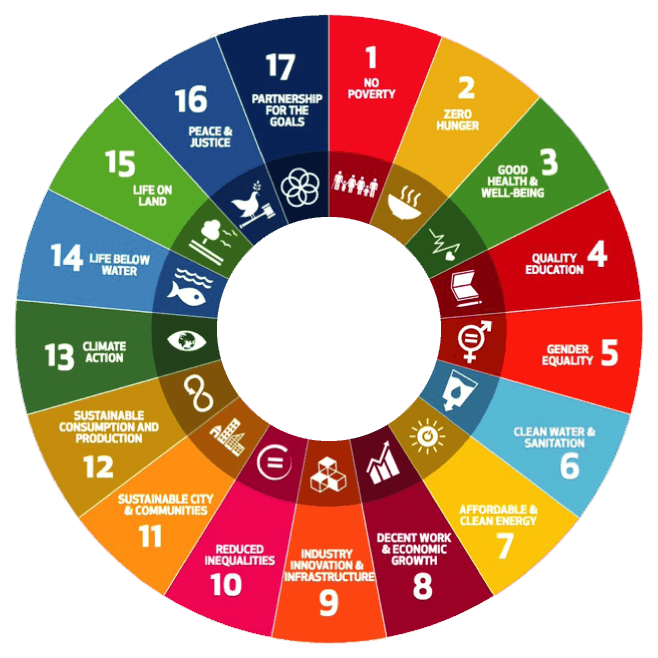 1
NO
POVERTY
2
ZERO
HUNGER
3
GOOD
HEALTH &
WELL-BEING
4
QUALITY
EDUCATION
5
GENDER
EQUALITY
CLEAN WATER &
SANITATION
6
AFFORDABLE &
CLEAN ENERGY
7
DECENT WORK
& ECONOMIC
GROWTH
8
INDUSTRY
INNOVATION &
INFRASTRUCTURE
9
REDUCED
INEQUALITIES
10
SUSTAINABLE CITY
& COMMUNITIES
11
SUSTAINABLE
CONSUMPTION AND
PRODUCTION
12
13
CLIMATE
ACTION
14
LIFE BELOW
WATER
15
LIFE ON
LAND
16
PEACE &
JUSTICE
17
PARTNERSHIP
FOR THE
GOALS